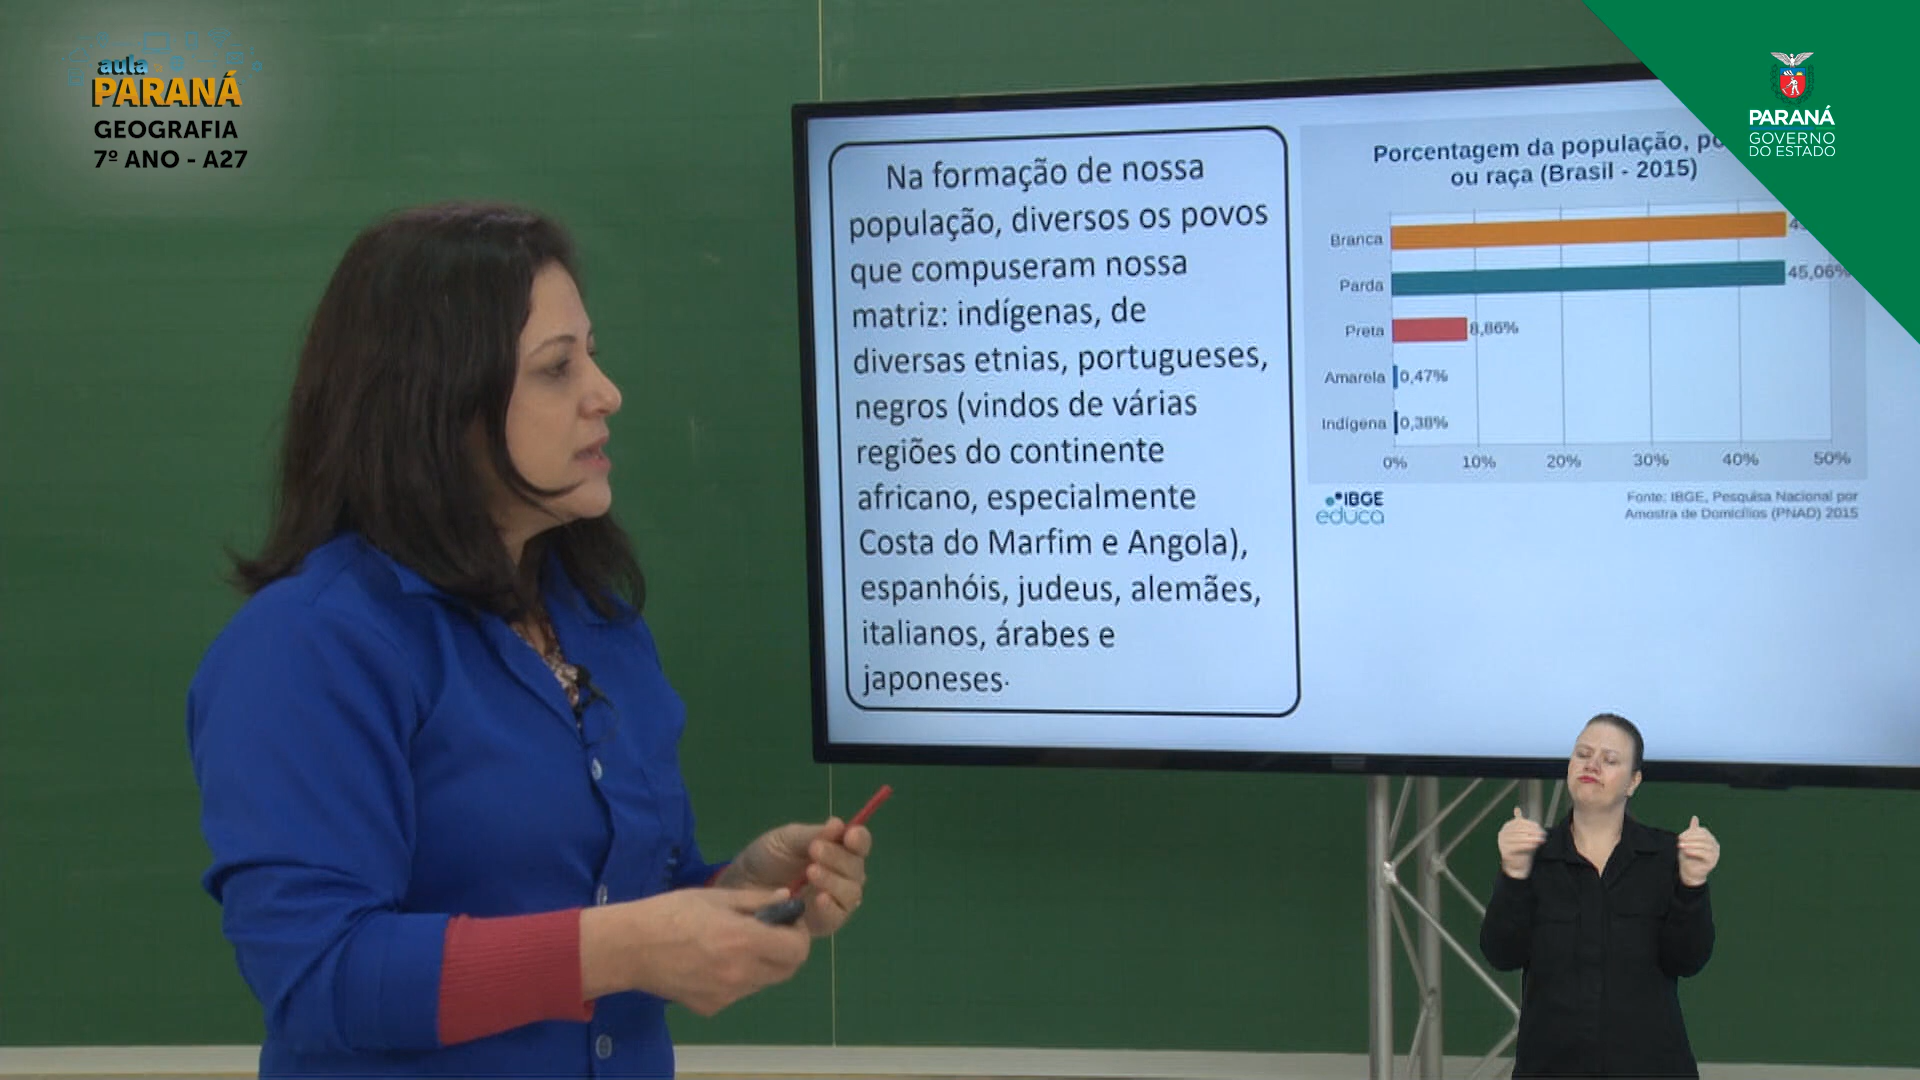 aula
PARANÁ
GEOGRAFIA
7º ANO - A27
PARANÁ
GOVERNO
DO ESTADO
Na formação de nossa
população, diversos os povos
que compuseram nossa
matriz: indígenas, de
diversas etnias, portugueses,
negros (vindos de várias
regiões do continente
africano, especialmente
Costa do Marfim e Angola),
espanhóis, judeus, alemães,
italianos, árabes e
japoneses.
Porcentagem da população,
ou raça (Brasil - 2015)
Branca
Parda 45,06%
Preta 8,86%
Amarela 0,47%
Indígena 0,38%
0% 10% 20% 30% 40% 50%
IBGE
educa
Fonte: IBGE, Pesquisa Nacional por
Amostra de Domicílios (PNAD) 2015